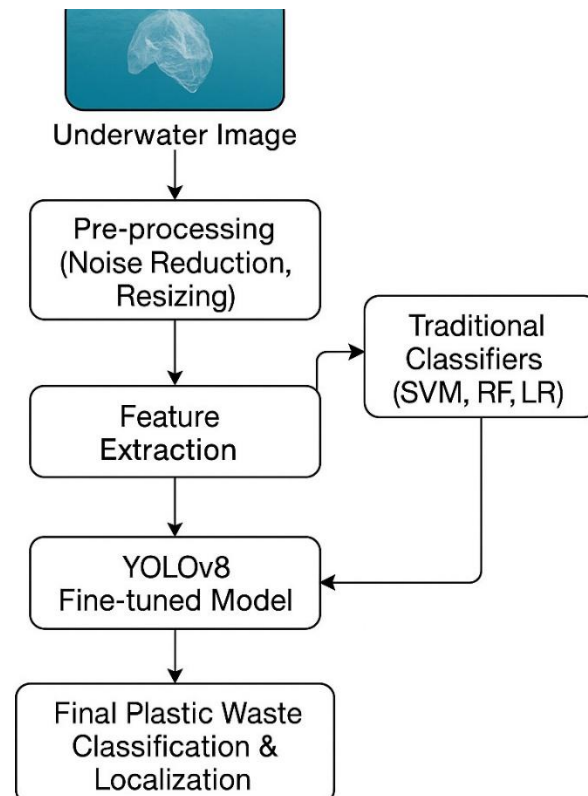 Underwater Image
Pre-processing
(Noise Reduction,
Resizing)
Traditional
Classifiers
(SVM, RF, LR)
Feature
Extraction
YOLOv8
Fine-tuned Model
Final Plastic Waste
Classification &
Localization